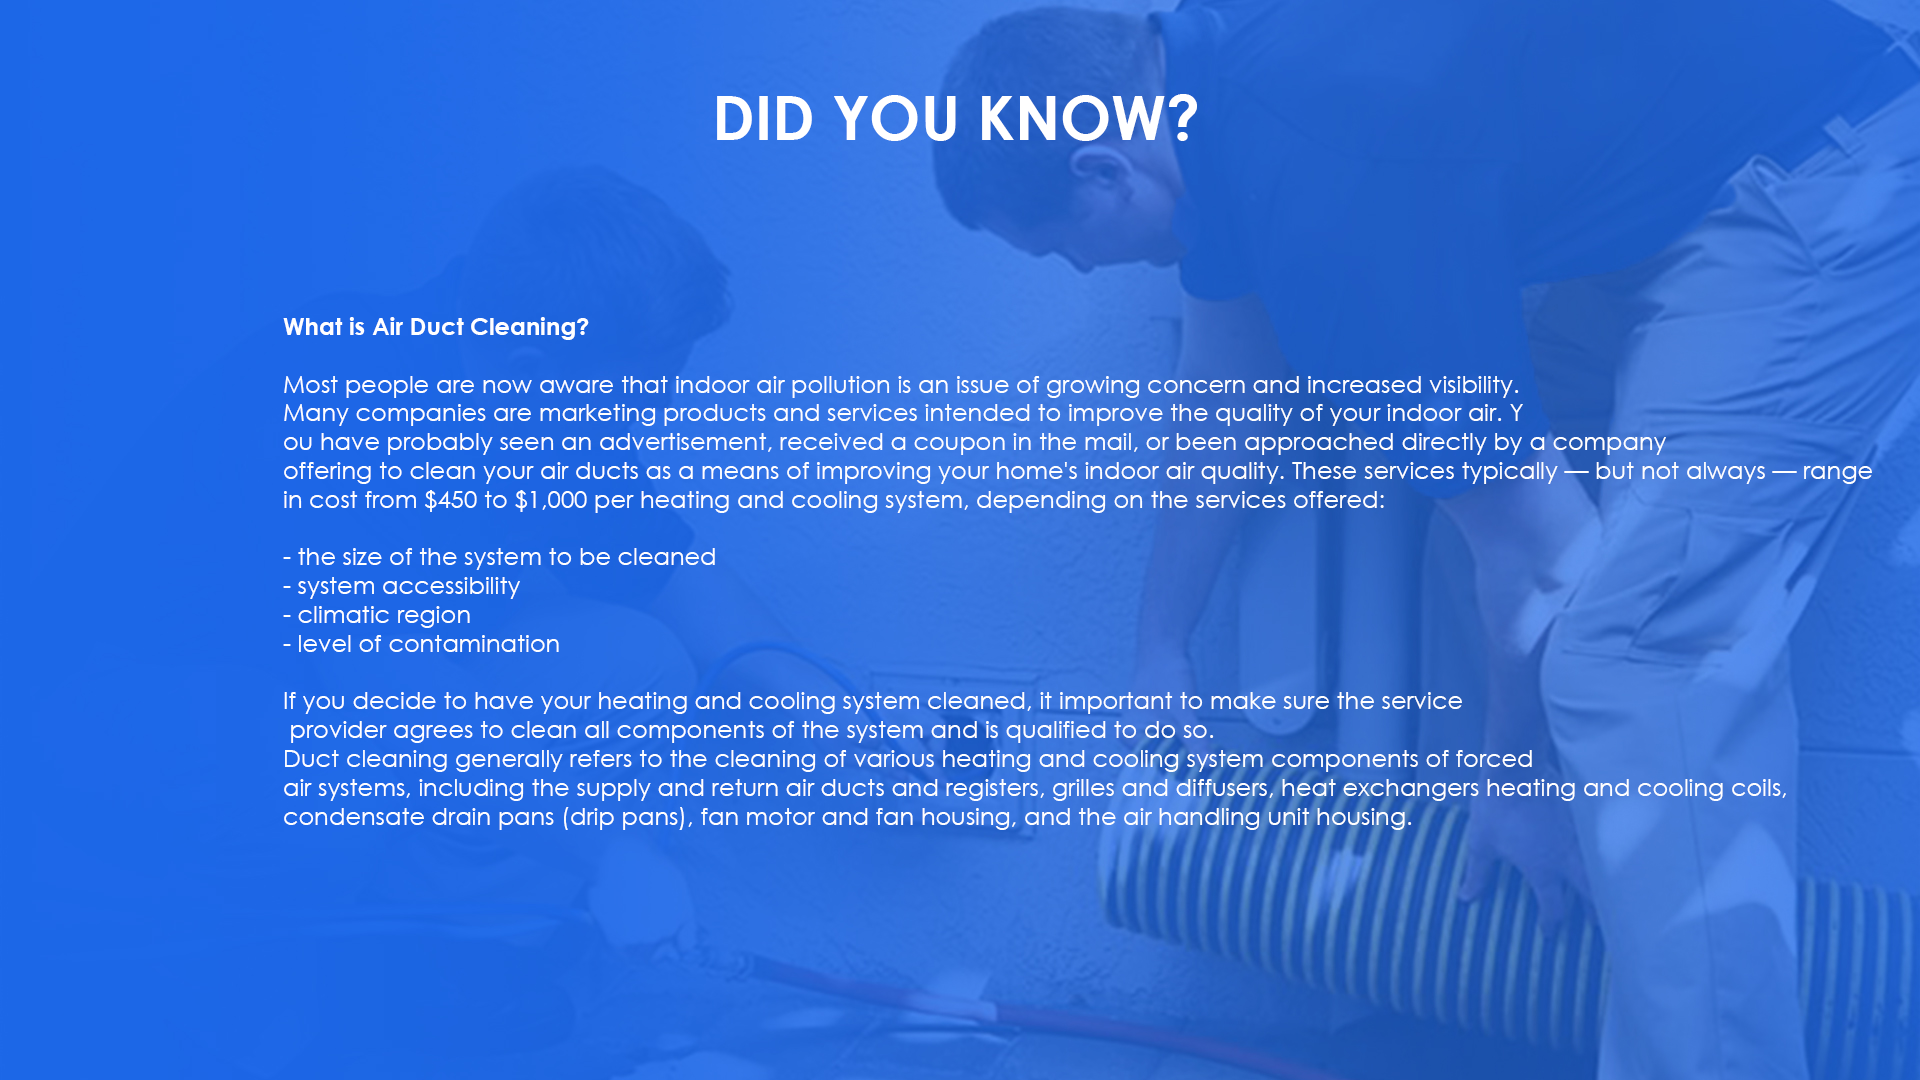 DID YOU KNOW?
What is Air Duct Cleaning?
Most people are now aware that indoor air pollution is an issue of growing concern and increased visibility.
Many companies are marketing products and services intended to improve the quality of your indoor air. Y
ou have probably seen an advertisement, received a coupon in the mail, or been approached directly by a company
offering to clean your air ducts as a means of improving your home's indoor air quality. These services typically — but not always — range
in cost from $450 to $1,000 per heating and cooling system, depending on the services offered:
- the size of the system to be cleaned
- system accessibility
- climatic region
- level of contamination
If you decide to have your heating and cooling system cleaned, it important to make sure the service
provider agrees to clean all components of the system and is qualified to do so.
Duct cleaning generally refers to the cleaning of various heating and cooling system components of forced
air systems, including the supply and return air ducts and registers, grilles and diffusers, heat exchangers heating and cooling coils,
condensate drain pans (drip pans), fan motor and fan housing, and the air handling unit housing.